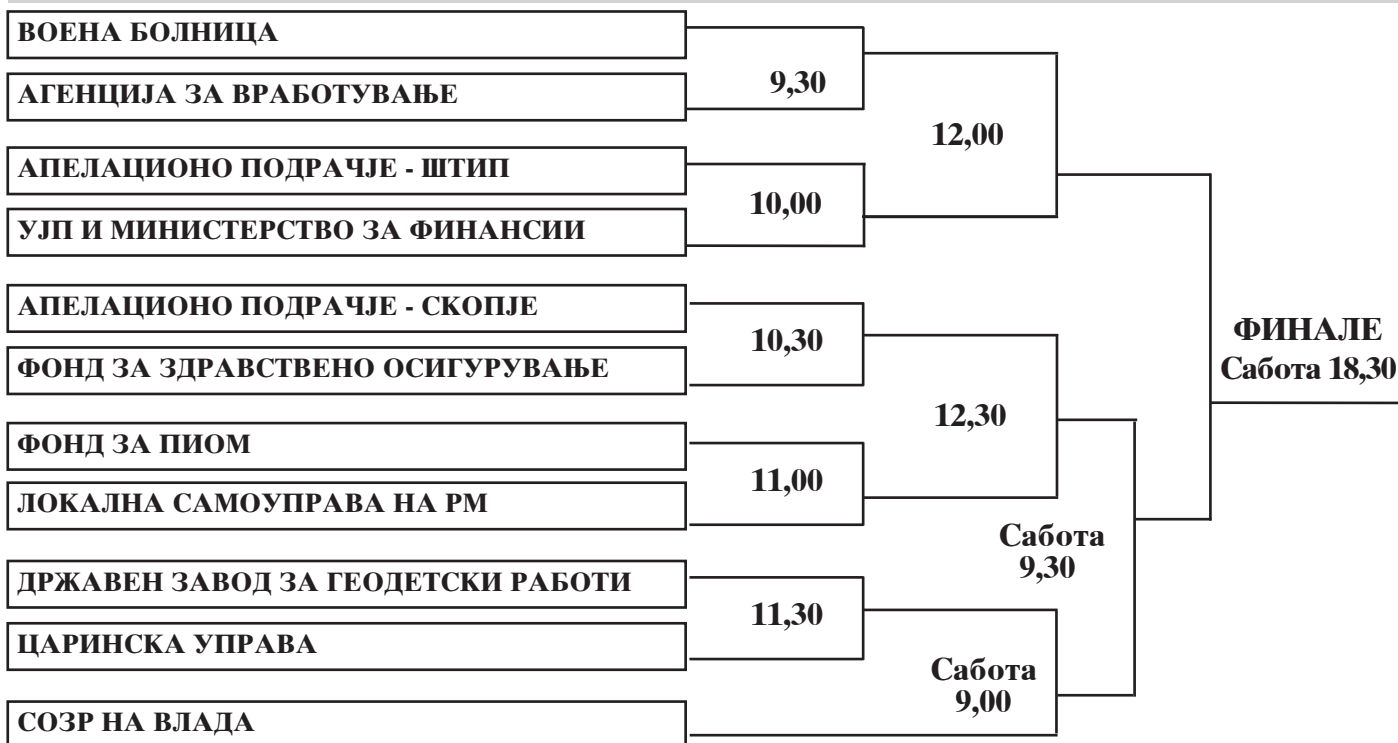 ВОЕНА БОЛНИЦА
9,30
АГЕНЦИЈА ЗА ВРАБОТУВАЊЕ
12,00
АПЕЛАЦИОНО ПОДРАЧЈЕ - ШТИП
10,00
УЈП И МИНИСТЕРСТВО ЗА ФИНАНСИИ
АПЕЛАЦИОНО ПОДРАЧЈЕ - СКОПЈЕ
10,30
ФОНД ЗА ЗДРАВСТВЕНО ОСИГУРУВАЊЕ
ФИНАЛЕ
Сабота 18,30
12,30
ФОНД ЗА ПИОМ
11,00
ЛОКАЛНА САМОУПРАВА НА РМ
Сабота
9,30
ДРЖАВЕН ЗАВОД ЗА ГЕОДЕТСКИ РАБОТИ
11,30
ЦАРИНСКА УПРАВА
Сабота
9,00
СОЗР НА ВЛАДА